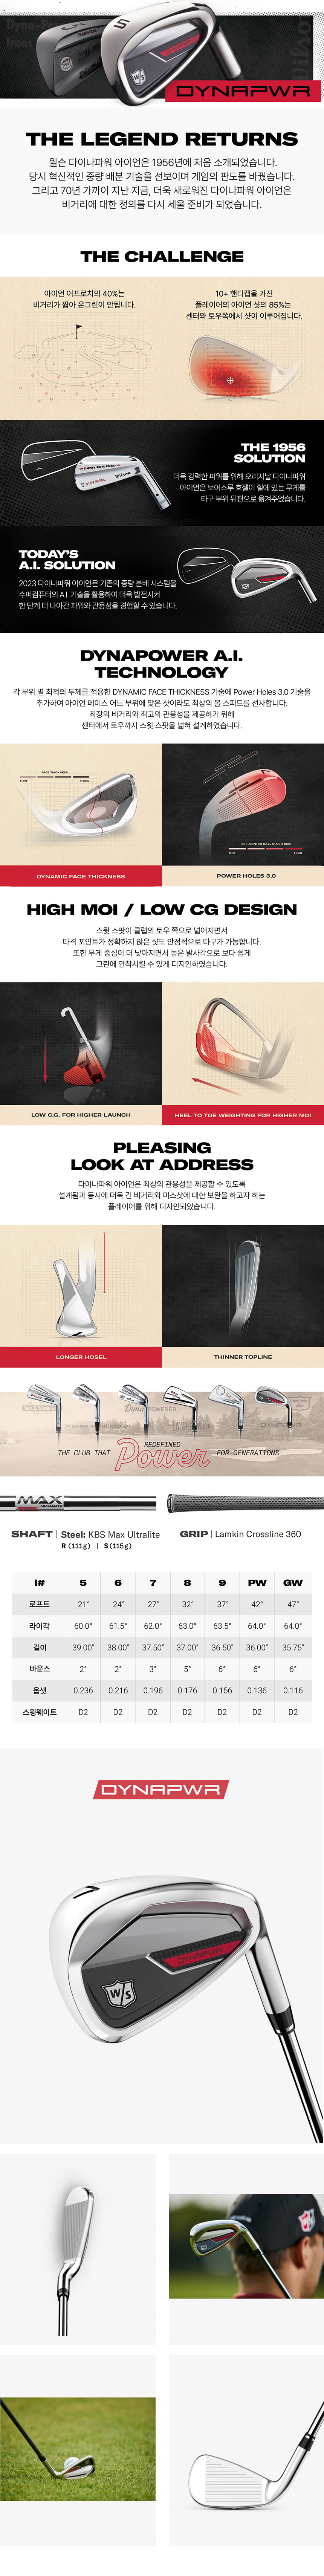 Dyna-
Irons
DYNAPWR
THE LEGEND RETURNS
윌슨 다이나파워 아이언은 1956년에 처음 소개되었습니다.
당시 혁신적인 중량 배분 기술을 선보이며 게임의 판도를 바꿨습니다.
그리고 70년 가까이 지난 지금, 더욱 새로워진 다이나파워 아이언은
비거리에 대한 정의를 다시 세울 준비가 되었습니다.
THE CHALLENGE
아이언 어프로치의 40%는
비거리가 짧아 온그린이 안됩니다.
10+ 핸디캡을 가진
플레이어의 아이언 샷의 85%는
센터와 토우쪽에서 샷이 이루어집니다.
THE 1956
SOLUTION
더욱 강력한 파워를 위해 오리지날 다이나파워
아이언은 보어스루 호젤이 힐에 있는 무게를
타구 부위 뒤편으로 옮겨주었습니다.
TODAY'S
A.I. SOLUTION
2023 다이나파워 아이언은 기존의 중량 분배 시스템을
수퍼컴퓨터의 A.I. 기술을 활용하여 더욱 발전시켜
한 단계 더 나아간 파워와 관용성을 경험할 수 있습니다.
DYNAPOWER A.I.
TECHNOLOGY
각 부위 별 최적의 두께를 적용한 DYNAMIC FACE THICKNESS 기술에 Power Holes 3.0 기술을
추가하여 아이언 페이스 어느 부위에 맞은 샷이라도 최상의 볼 스피드를 선사합니다.
최장의 비거리와 최고의 관용성을 제공하기 위해
센터에서 토우까지 스윗 스팟을 넓혀 설계하였습니다.
FACE THICKNESS
DYNAMIC FACE THICKNESS
OFF-CENTER BALL SPEED MAX
POWER HOLES 3.0
HIGH MOI / LOW CG DESIGN
스윗 스팟이 클럽의 토우 쪽으로 넓어지면서
타격 포인트가 정확하지 않은 샷도 안정적으로 타구가 가능합니다.
또한 무게 중심이 더 낮아지면서 높은 발사각으로 보다 쉽게
그린에 안착시킬 수 있게 디지인하였습니다.
LOW C.G. FOR HIGHER LAUNCH
HEEL TO TOE WEIGHTING FOR HIGHER MOI
PLEASING
LOOK AT ADDRESS
다이나파워 아이언은 최상의 관용성을 제공할 수 있도록
설계됨과 동시에 더욱 긴 비거리와 미스샷에 대한 보완을 하고자 하는
플레이어를 위해 디자인되었습니다.
LONGER HOSEL
THINNER TOPLINE
THE CLUB THAT
REDEFINED
Power
FOR GENERATIONS
MAX
SHAFT | Steel: KBS Max Ultralite
R (111g) | S (115g)
GRIP | Lamkin Crossline 360
I# 5 6 7 8 9 PW GW
로프트 21° 24° 27° 32° 37° 42° 47°
라이각 60.0° 61.5° 62.0° 63.0° 63.5° 64.0° 64.0°
길이 39.00" 38.00" 37.50" 37.00" 36.50" 36.00" 35.75"
바운스 2° 2° 3° 5° 6° 6° 6°
옵셋 0.236 0.216 0.196 0.176 0.156 0.136 0.116
스윙웨이트 D2 D2 D2 D2 D2 D2 D2
DYNAPWR
DYNAPWR
W/S